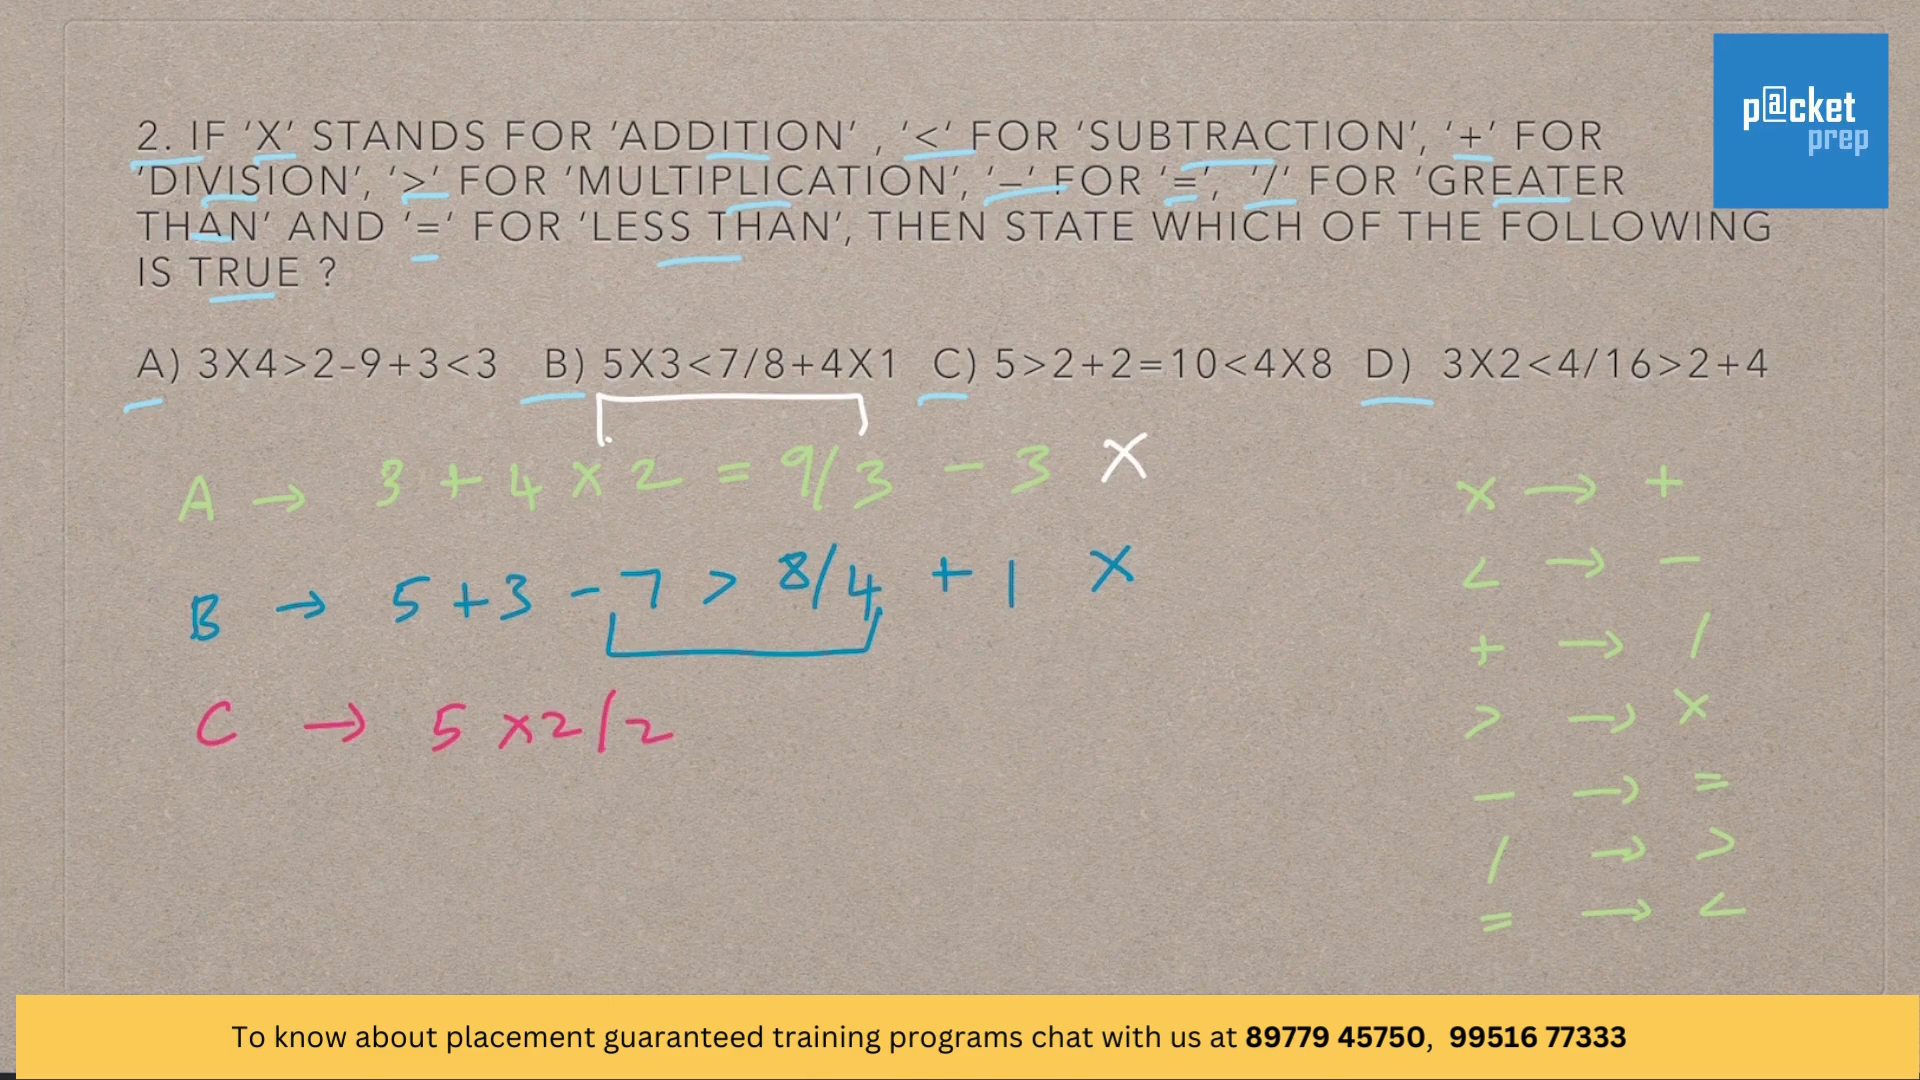 p@cket
prep
2. IF ‘X’ STANDS FOR ‘ADDITION’ , ‘<‘ FOR ‘SUBTRACTION’, ‘+’ FOR
‘DIVISION’, ‘>’ FOR ‘MULTIPLICATION’, ‘–‘ FOR ‘=’, ‘/‘ FOR ‘GREATER
THAN’ AND ‘=’ FOR ‘LESS THAN’, THEN STATE WHICH OF THE FOLLOWING
IS TRUE ?
A) 3X4>2–9+3<3 B) 5X3<7/8+4X1 C) 5>2+2=10<4X8 D) 3X2<4/16>2+4
A → 3 + 4 x 2 = 9/3 - 3 X
B → 5 + 3 - 7 > 8/4 + 1 X
C → 5 x 2/2
x → +
< → -
+ → /
> → x
- → =
/ → >
= → <
To know about placement guaranteed training programs chat with us at 89779 45750, 99516 77333